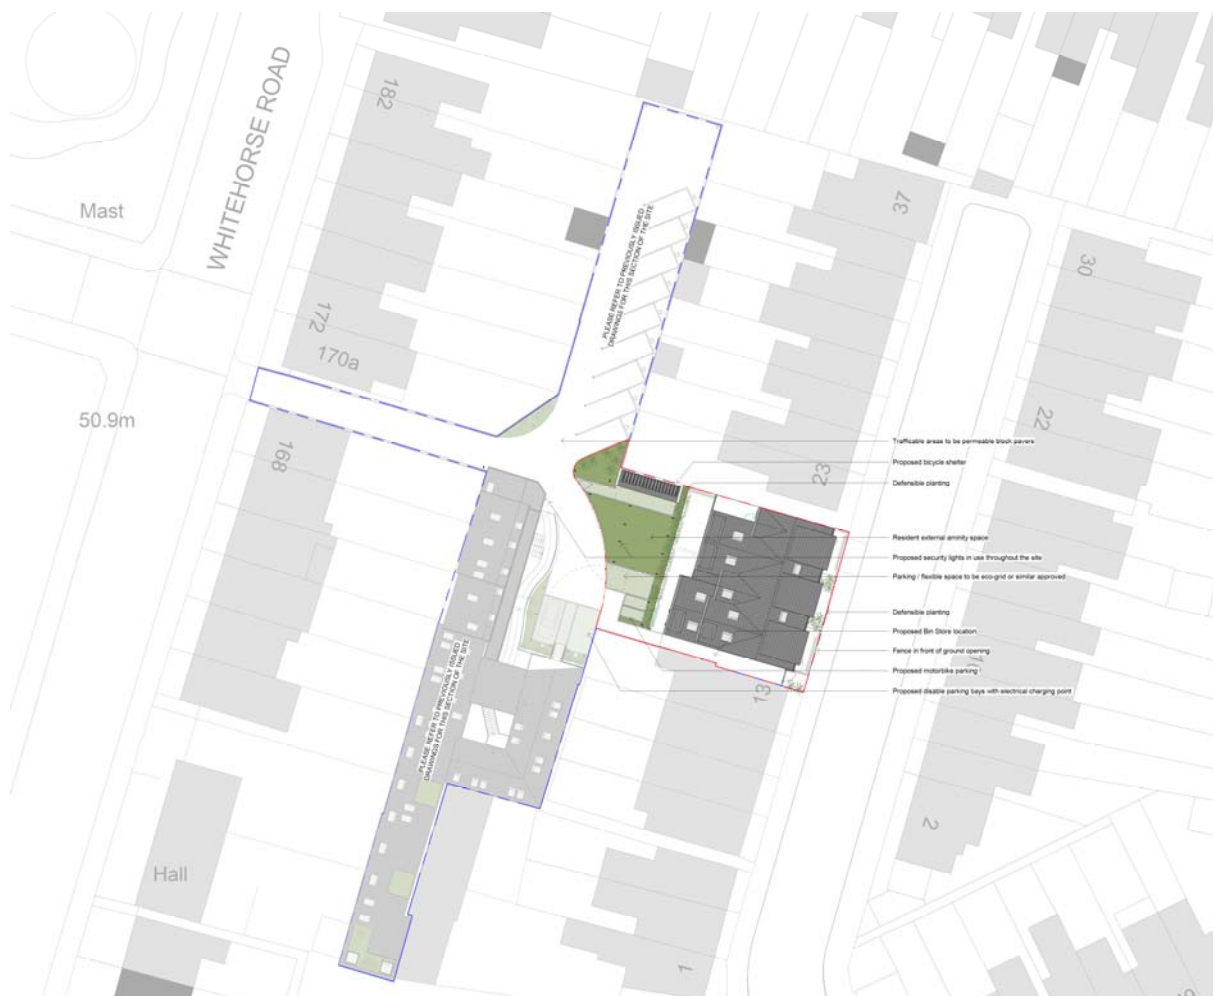 182
WHITEHORSE ROAD
Mast
37
30
PLEASE REFER TO PREVIOUSLY ISSUED
DRAWINGS FOR THIS SECTION OF THE SITE
172
170a
50.9m
22
168
23
Trafficable areas to be permeable block pavers
Proposed bicycle shelter
Defensible planting
Resident external aminity space
Proposed security lights in use throughout the site
Parking / flexible space to be eco-grid or similar approved
Defensible planting
Proposed Bin Store location
Fence in front of ground opening
Proposed motorbike parking
Proposed disable parking bays with electrical charging point
13
PLEASE REFER TO PREVIOUSLY ISSUED
DRAWINGS FOR THIS SECTION OF THE SITE
2
Hall
1